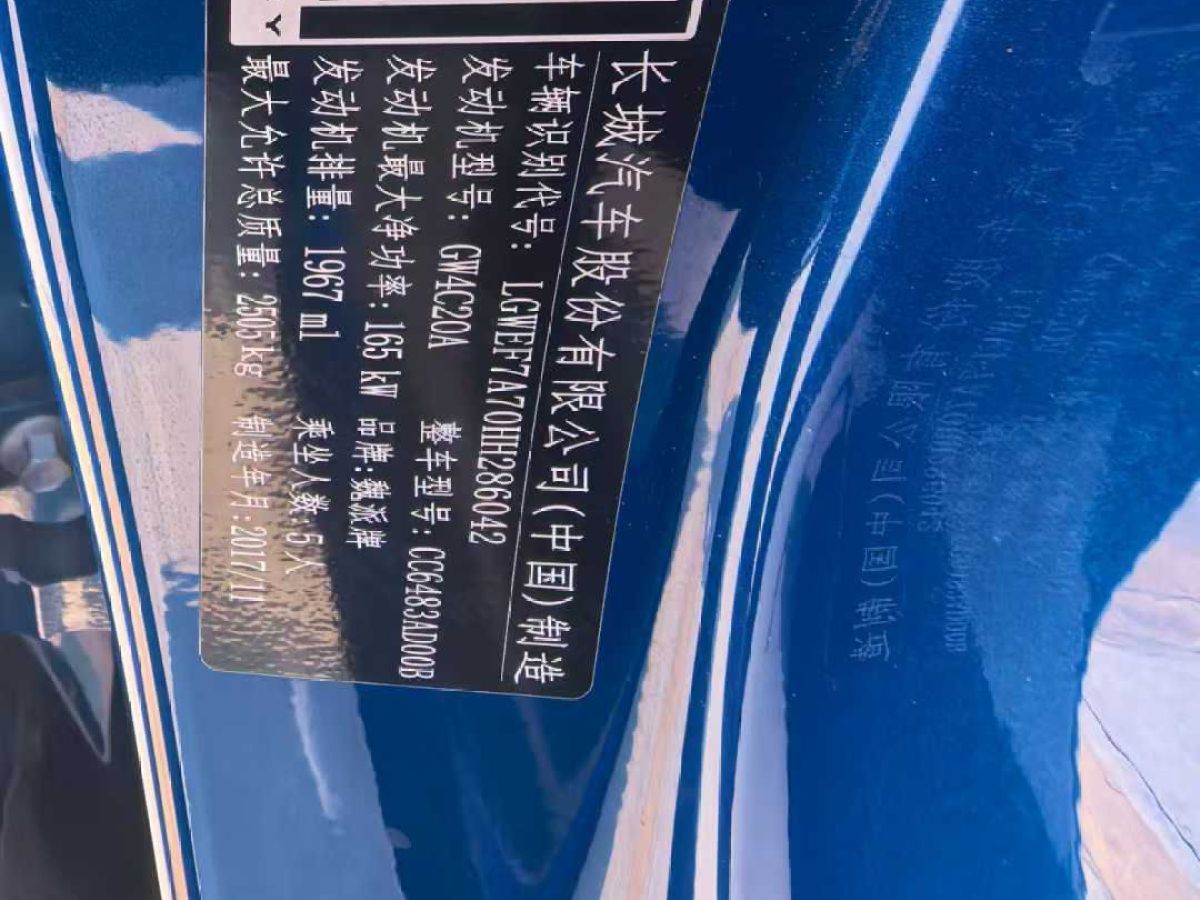 长城汽车股份有限公司(中国)制造
车辆识别代号: LGWEF7A70HH286042
发动机型号: GW4C20A 整车型号: CC6483AD00B
发动机最大净功率: 165 kW 品牌: 魏派牌
发动机排量: 1967 ml 乘坐人数: 5人
最大允许总质量: 2505 kg 制造年月: 2017/11
Y